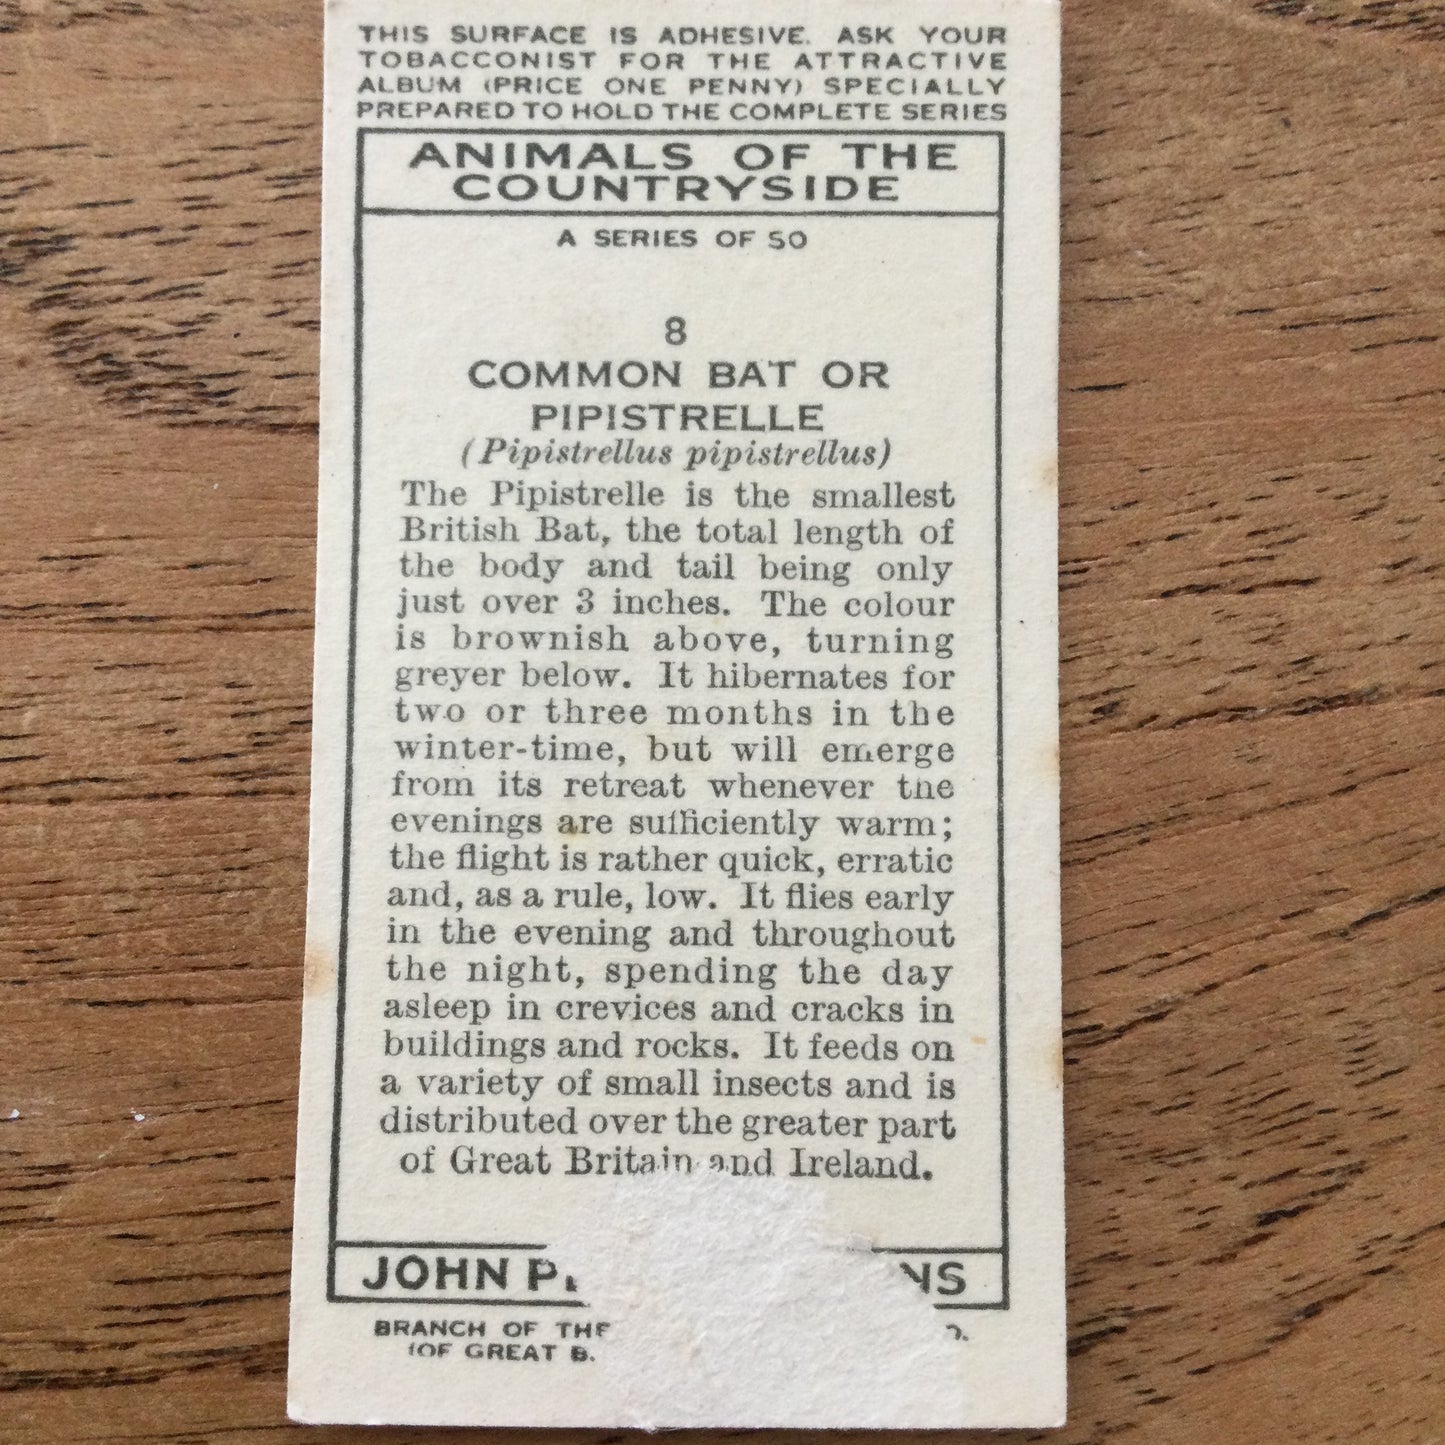 THIS SURFACE IS ADHESIVE. ASK YOUR
TOBACCONIST FOR THE ATTRACTIVE
ALBUM (PRICE ONE PENNY) SPECIALLY
PREPARED TO HOLD THE COMPLETE SERIES
ANIMALS OF THE
COUNTRYSIDE
A SERIES OF 50
8
COMMON BAT OR
PIPISTRELLE
(Pipistrellus pipistrellus)
The Pipistrelle is the smallest
British Bat, the total length of
the body and tail being only
just over 3 inches. The colour
is brownish above, turning
greyer below. It hibernates for
two or three months in the
winter-time, but will emerge
from its retreat whenever the
evenings are sufficiently warm;
the flight is rather quick, erratic
and, as a rule, low. It flies early
in the evening and throughout
the night, spending the day
asleep in crevices and cracks in
buildings and rocks. It feeds on
a variety of small insects and is
distributed over the greater part
of Great Britain and Ireland.
JOHN
BRANCH OF THE
(OF GREAT B.